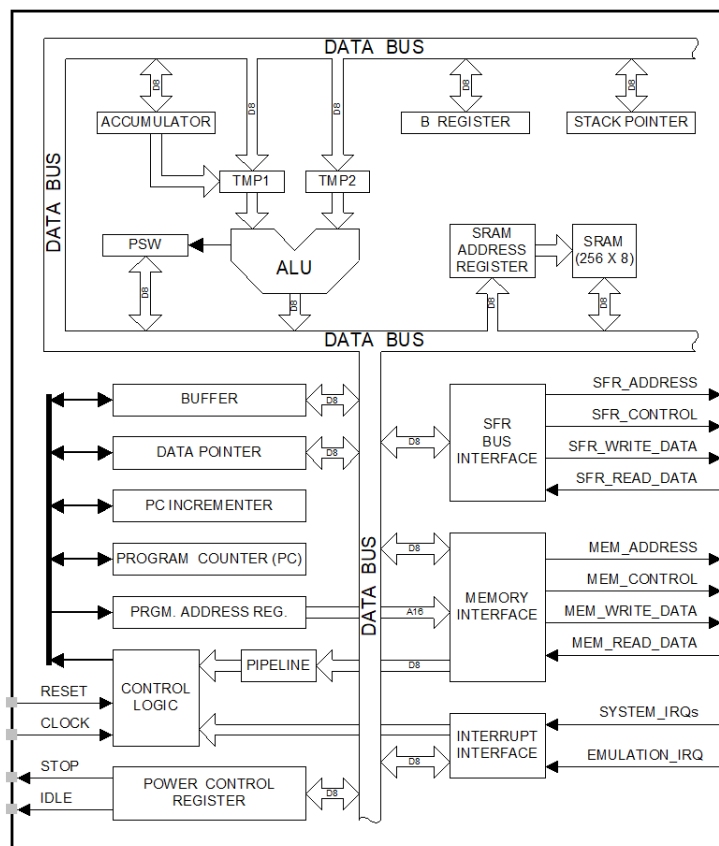 DATA BUS
D8
D8
D8
D8
D8
ACCUMULATOR
B REGISTER
STACK POINTER
DATA BUS
TMP1
TMP2
PSW
ALU
SRAM
ADDRESS
REGISTER
SRAM
(256 X 8)
D8
D8
D8
D8
DATA BUS
BUFFER
D8
DATA POINTER
D8
PC INCREMENTER
PROGRAM COUNTER (PC)
PRGM. ADDRESS REG.
A16
DATA BUS
D8
SFR
BUS
INTERFACE
SFR_ADDRESS
SFR_CONTROL
SFR_WRITE_DATA
SFR_READ_DATA
D8
MEMORY
INTERFACE
MEM_ADDRESS
MEM_CONTROL
MEM_WRITE_DATA
MEM_READ_DATA
RESET
CLOCK
CONTROL
LOGIC
PIPELINE
D8
INTERRUPT
INTERFACE
SYSTEM_IRQs
EMULATION_IRQ
D8
STOP
IDLE
POWER CONTROL
REGISTER
D8